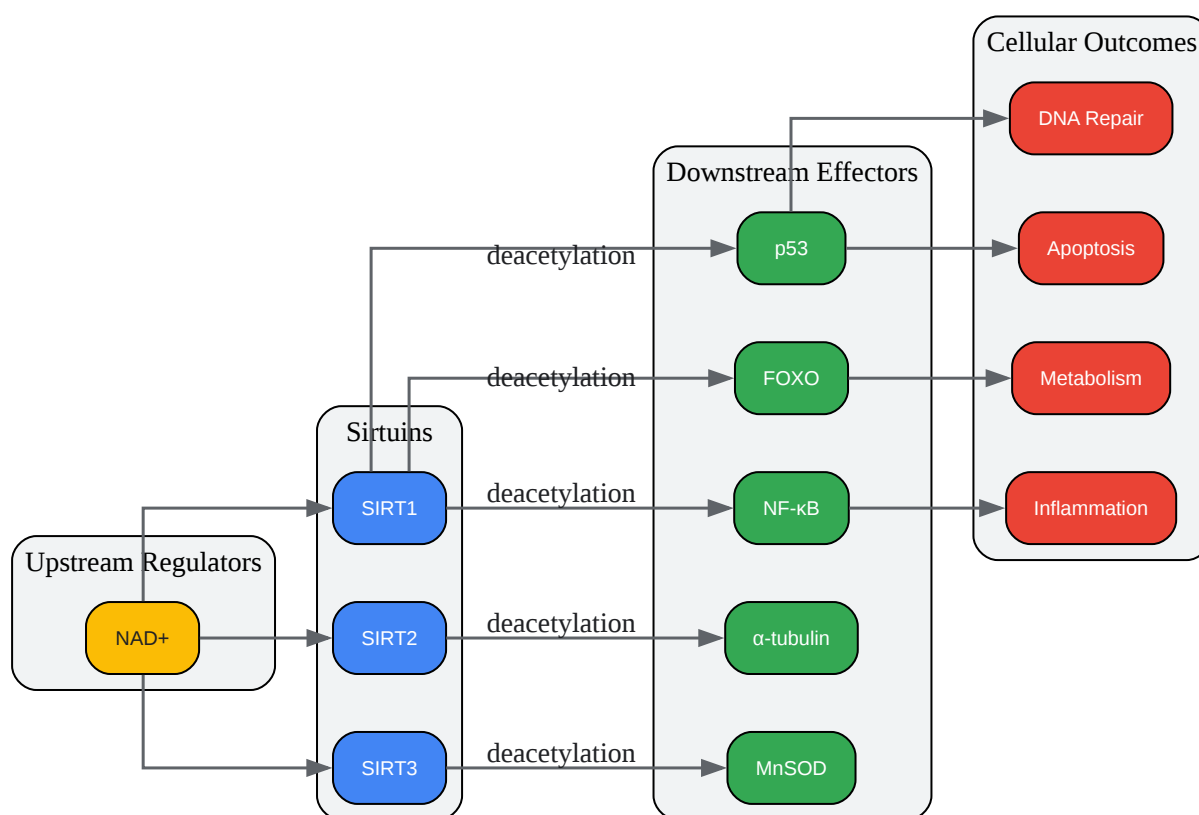 Cellular Outcomes
DNA Repair
Downstream Effectors
p53
Apoptosis
deacetylation
FOXO
Metabolism
deacetylation
Sirtuins
SIRT1
deacetylation
NF-κB
Inflammation
Upstream Regulators
NAD+
SIRT2
deacetylation
α-tubulin
SIRT3
deacetylation
MnSOD